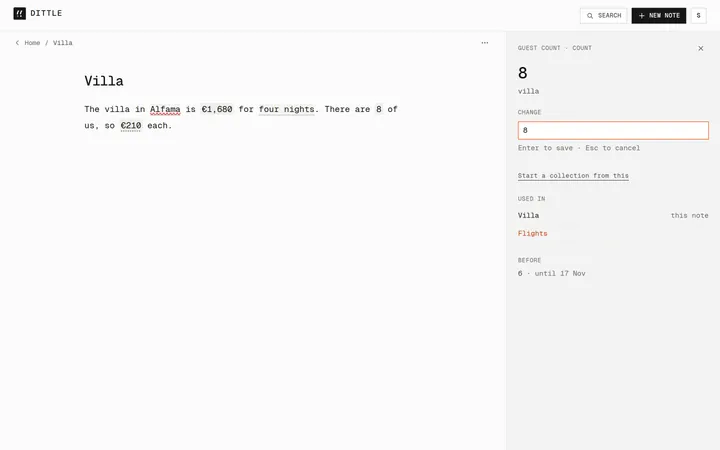 DITTLE
SEARCH
+ NEW NOTE
S
Home / Villa
GUEST COUNT · COUNT
8
villa
CHANGE
8
Enter to save · Esc to cancel
Start a collection from this
USED IN
Villa this note
Flights
BEFORE
6 · until 17 Nov
Villa
The villa in Alfama is €1,680 for four nights. There are 8 of
us, so €210 each.